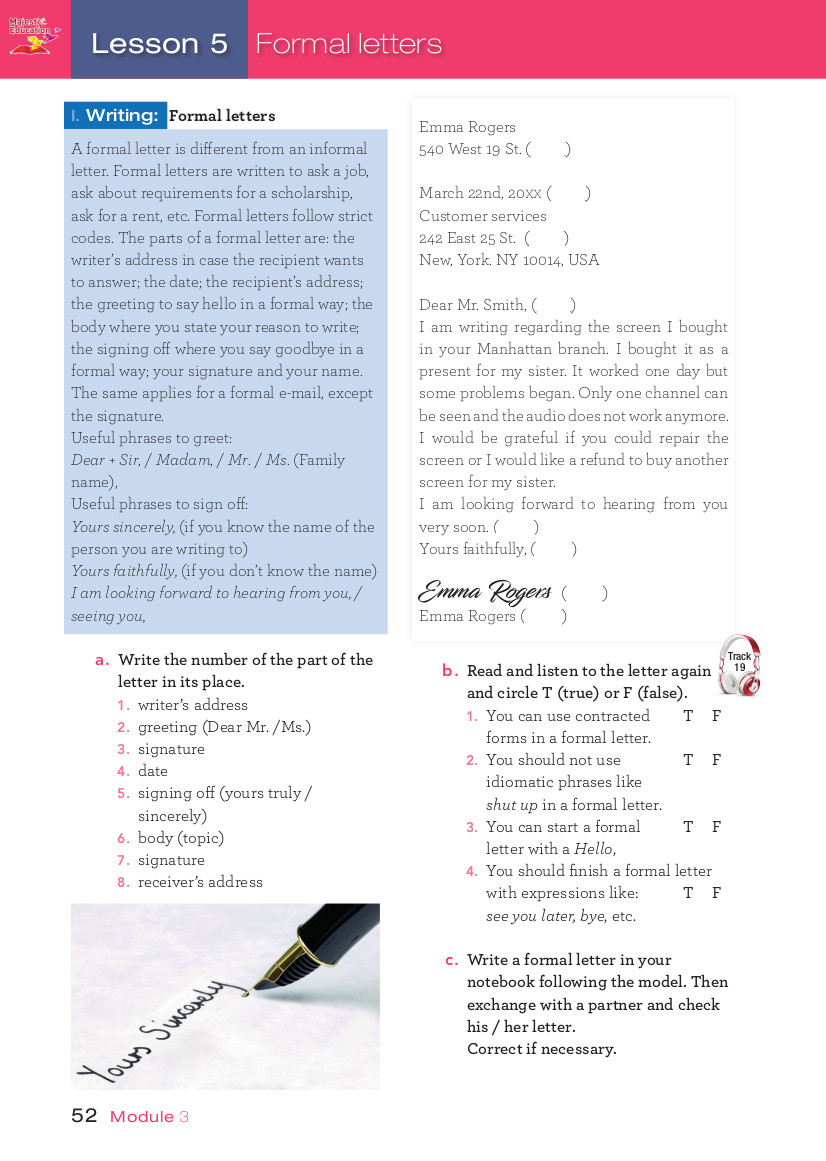 Majestic
Education
Lesson 5 Formal letters
I. Writing: Formal letters
A formal letter is different from an informal
letter. Formal letters are written to ask a job,
ask about requirements for a scholarship,
ask for a rent, etc. Formal letters follow strict
codes. The parts of a formal letter are: the
writer's address in case the recipient wants
to answer; the date; the recipient's address;
the greeting to say hello in a formal way; the
body where you state your reason to write;
the signing off where you say goodbye in a
formal way; your signature and your name.
The same applies for a formal e-mail, except
the signature.
Useful phrases to greet:
Dear + Sir, / Madam, / Mr. / Ms. (Family
name),
Useful phrases to sign off:
Yours sincerely, (if you know the name of the
person you are writing to)
Yours faithfully, (if you don't know the name)
I am looking forward to hearing from you, /
seeing you,
a. Write the number of the part of the
letter in its place.
1. writer's address
2. greeting (Dear Mr. /Ms.)
3. signature
4. date
5. signing off (yours truly /
sincerely)
6. body (topic)
7. signature
8. receiver's address
Yours Sincerely
Emma Rogers
540 West 19 St. ( )
March 22nd, 20XX ( )
Customer services
242 East 25 St. ( )
New, York. NY 10014, USA
Dear Mr. Smith, ( )
I am writing regarding the screen I bought
in your Manhattan branch. I bought it as a
present for my sister. It worked one day but
some problems began. Only one channel can
be seen and the audio does not work anymore.
I would be grateful if you could repair the
screen or I would like a refund to buy another
screen for my sister.
I am looking forward to hearing from you
very soon. ( )
Yours faithfully, ( )
Emma Rogers ( )
Emma Rogers ( )
Track
19
b. Read and listen to the letter again
and circle T (true) or F (false).
1. You can use contracted T F
forms in a formal letter.
2. You should not use T F
idiomatic phrases like
shut up in a formal letter.
3. You can start a formal T F
letter with a Hello,
4. You should finish a formal letter
with expressions like: T F
see you later, bye, etc.
c. Write a formal letter in your
notebook following the model. Then
exchange with a partner and check
his / her letter.
Correct if necessary.
52 Module 3